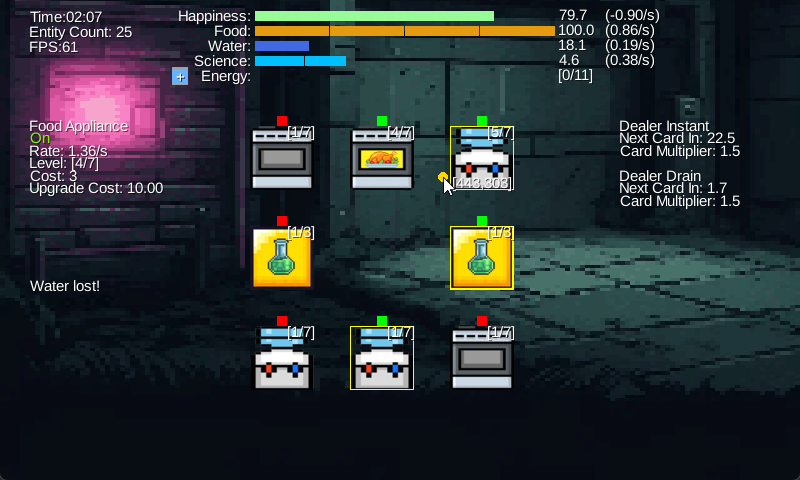 Time:02:07
Entity Count: 25
FPS:61
Happiness: 79.7 (-0.90/s)
Food: 100.0 (0.86/s)
Water: 18.1 (0.19/s)
Science: 4.6 (0.38/s)
+ Energy: [0/11]
Food Appliance
On
Rate: 1.36/s
Level: [4/7]
Cost: 3
Upgrade Cost: 10.00
[1/7] [4/7] [5/7]
[443,303]
Dealer Instant
Next Card In: 22.5
Card Multiplier: 1.5
Dealer Drain
Next Card In: 1.7
Card Multiplier: 1.5
[1/3] [1/3]
Water lost!
[1/7] [1/7] [1/7]